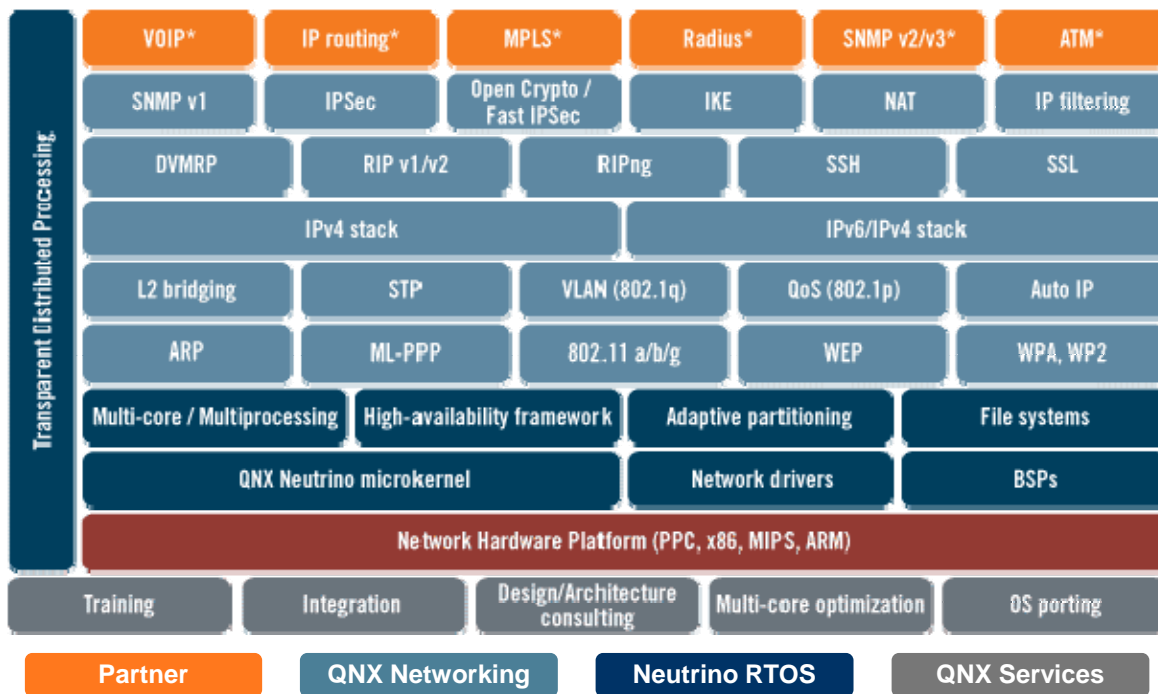 Transparent Distributed Processing
VOIP*
IP routing*
MPLS*
Radius*
SNMP v2/v3*
ATM*
SNMP v1
IPSec
Open Crypto /
Fast IPSec
IKE
NAT
IP filtering
DVMRP
RIP v1/v2
RIPng
SSH
SSL
IPv4 stack
IPv6/IPv4 stack
L2 bridging
STP
VLAN (802.1q)
QoS (802.1p)
Auto IP
ARP
ML-PPP
802.11 a/b/g
WEP
WPA, WP2
Multi-core / Multiprocessing
High-availability framework
Adaptive partitioning
File systems
QNX Neutrino microkernel
Network drivers
BSPs
Network Hardware Platform (PPC, x86, MIPS, ARM)
Training
Integration
Design/Architecture
consulting
Multi-core optimization
OS porting
Partner
QNX Networking
Neutrino RTOS
QNX Services